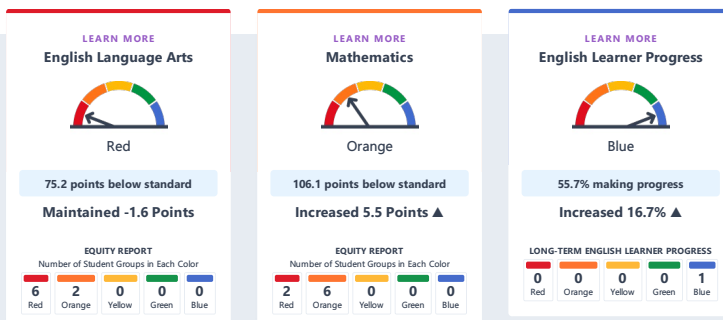 LEARN MORE
English Language Arts
Red
75.2 points below standard
Maintained -1.6 Points
EQUITY REPORT
Number of Student Groups in Each Color
6 2 0 0 0
Red Orange Yellow Green Blue
LEARN MORE
Mathematics
Orange
106.1 points below standard
Increased 5.5 Points ▲
EQUITY REPORT
Number of Student Groups in Each Color
2 6 0 0 0
Red Orange Yellow Green Blue
LEARN MORE
English Learner Progress
Blue
55.7% making progress
Increased 16.7% ▲
LONG-TERM ENGLISH LEARNER PROGRESS
0 0 0 0 1
Red Orange Yellow Green Blue